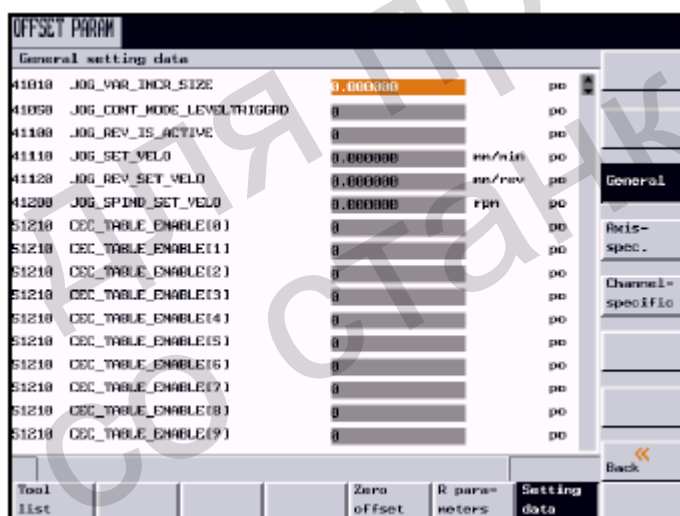 OFFSET PARAM
General setting data
41010 JOG_VAR_INCR_SIZE 0.000000 po
41050 JOG_CONT_MODE_LEVELTRIGGRD 0 po
41100 JOG_REV_IS_ACTIVE 0 po
41110 JOG_SET_VELO 0.000000 mm/min po
41120 JOG_REV_SET_VELO 0.000000 mm/rev po
41200 JOG_SPIND_SET_VELO 0.000000 rpm po
51210 CEC_TABLE_ENABLE[0] 0 po
51210 CEC_TABLE_ENABLE[1] 0 po
51210 CEC_TABLE_ENABLE[2] 0 po
51210 CEC_TABLE_ENABLE[3] 0 po
51210 CEC_TABLE_ENABLE[4] 0 po
51210 CEC_TABLE_ENABLE[5] 0 po
51210 CEC_TABLE_ENABLE[6] 0 po
51210 CEC_TABLE_ENABLE[7] 0 po
51210 CEC_TABLE_ENABLE[8] 0 po
51210 CEC_TABLE_ENABLE[9] 0 po
General
Axis-
spec.
Channel-
specific
Back
Tool
list
Zero
offset
R para-
meters
Setting
data
ДЛЯ
СО СТАНК